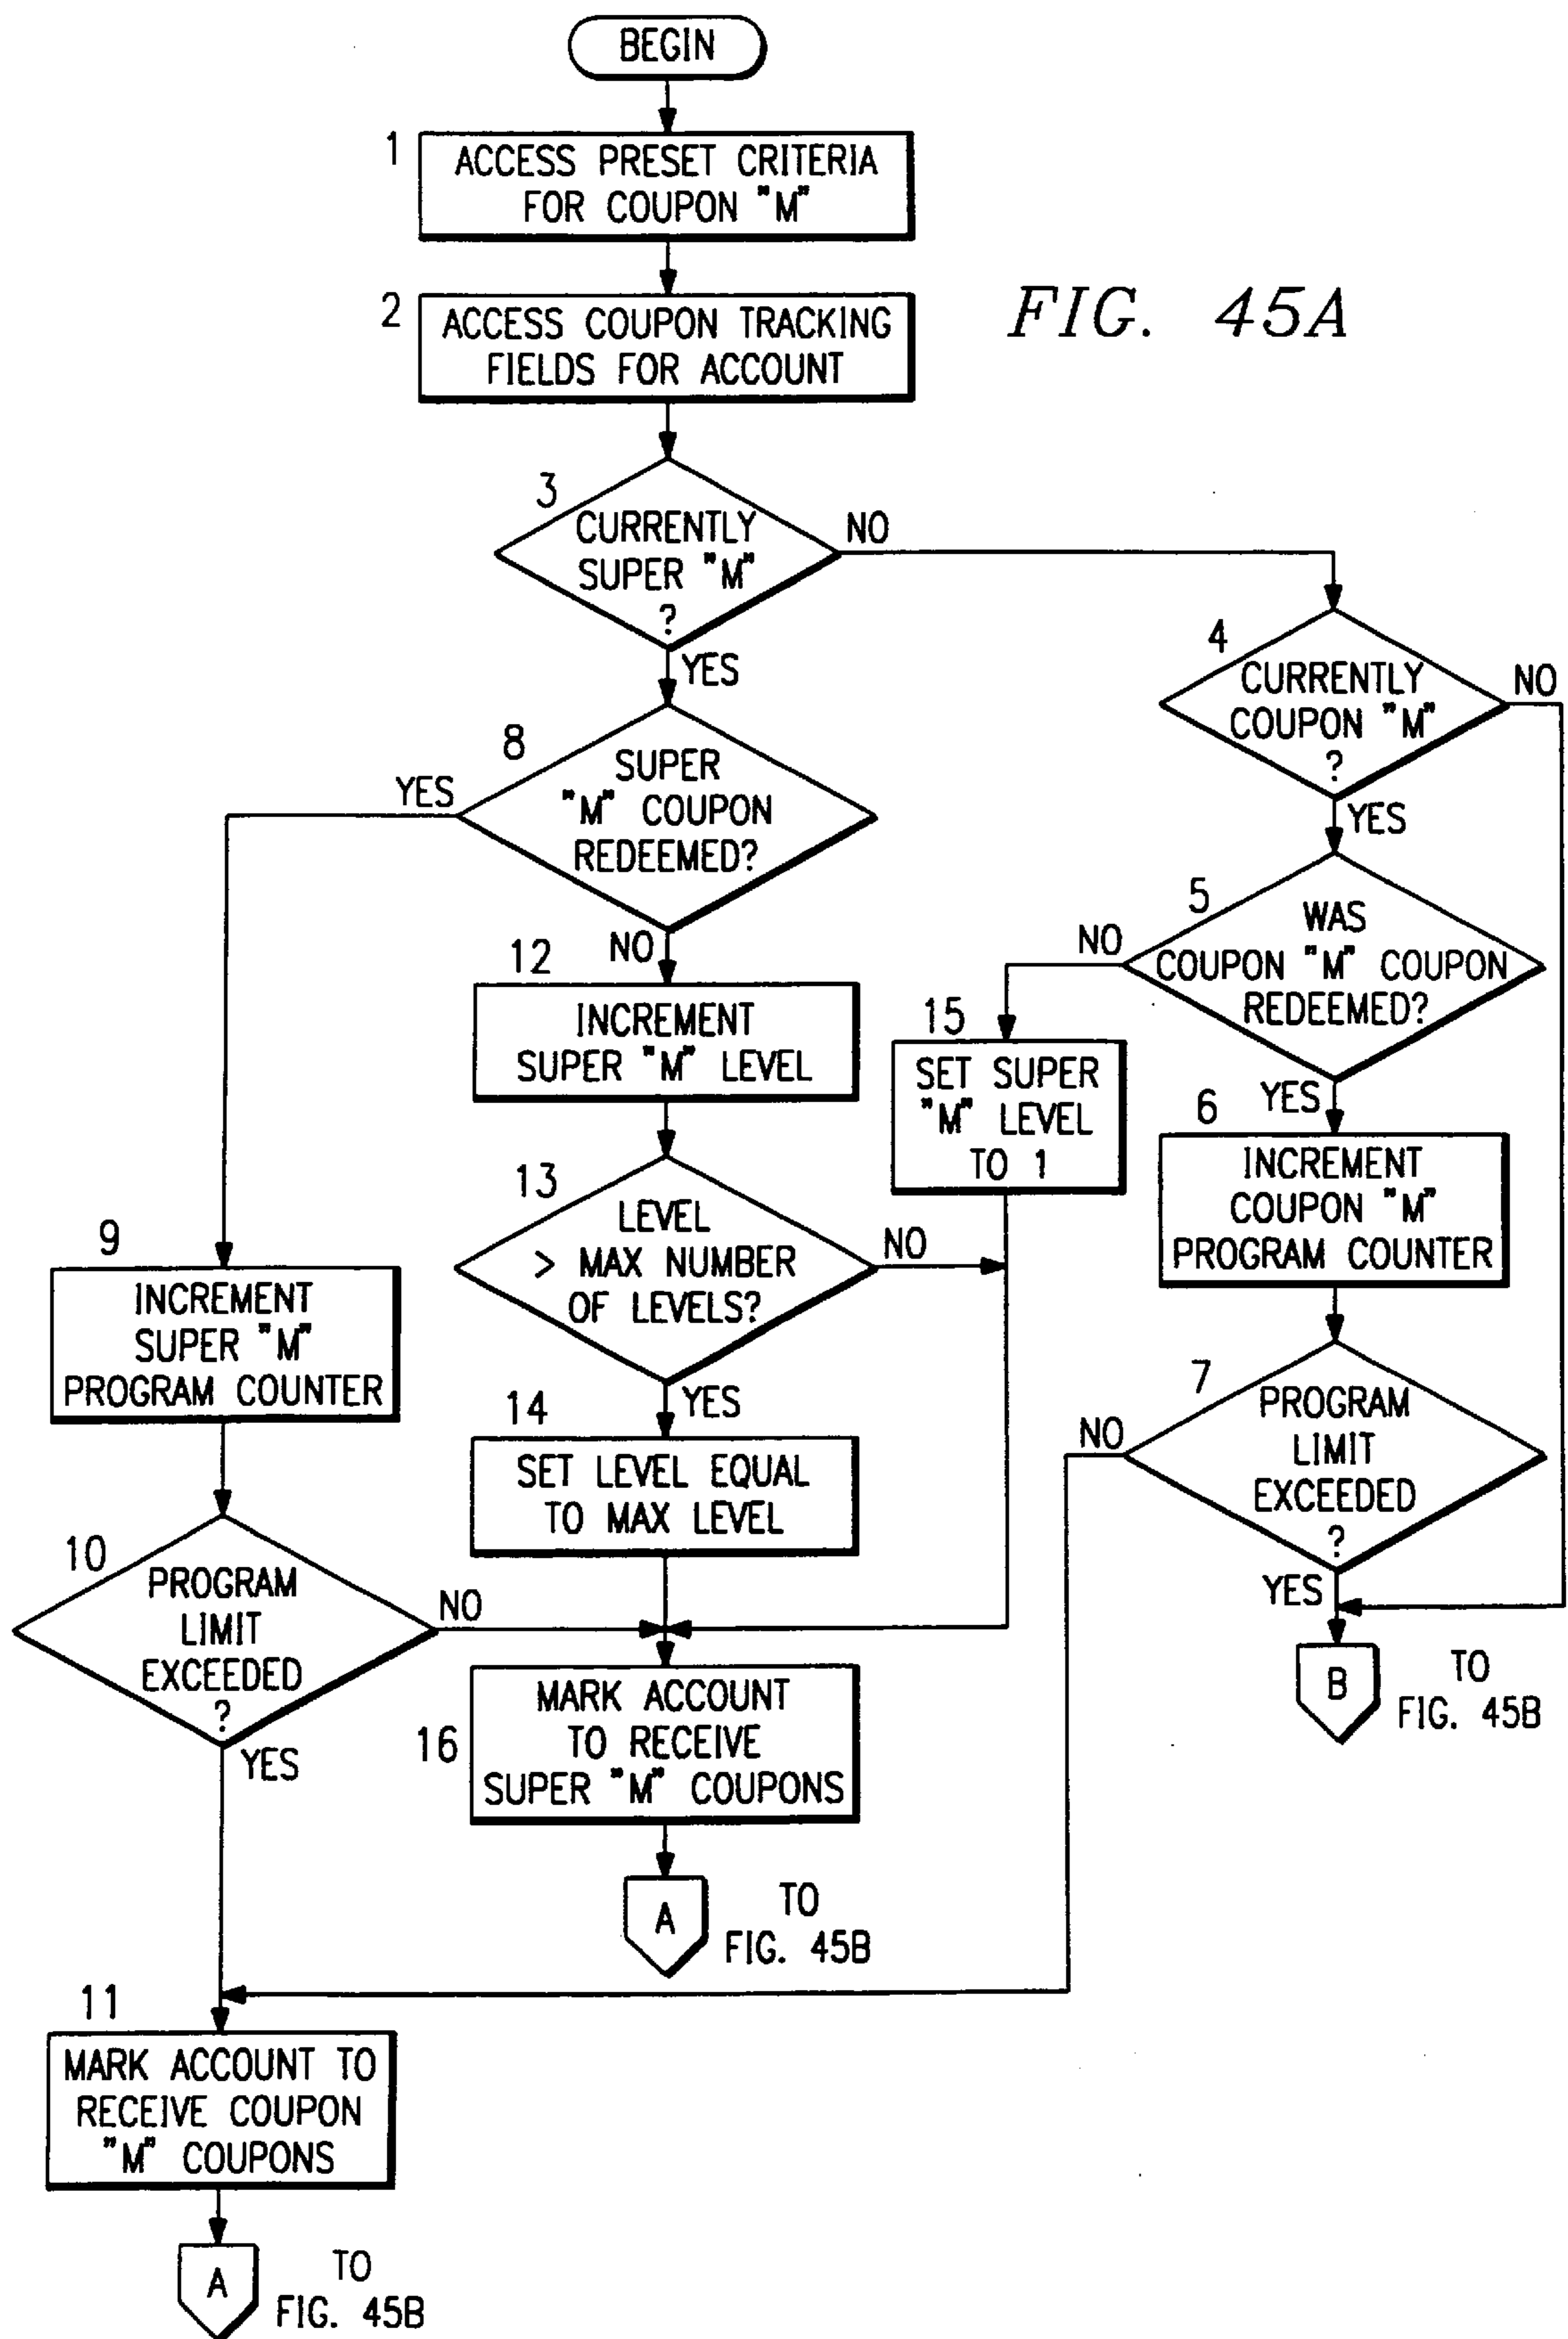 BEGIN
1
ACCESS PRESET CRITERIA
FOR COUPON "M"
2
ACCESS COUPON TRACKING
FIELDS FOR ACCOUNT
FIG. 45A
3
CURRENTLY
SUPER "M"
?
NO
YES
4
CURRENTLY
COUPON "M"
?
NO
YES
8
SUPER
"M" COUPON
REDEEMED?
YES
NO
5
WAS
COUPON "M" COUPON
REDEEMED?
NO
YES
12
INCREMENT
SUPER "M" LEVEL
15
SET SUPER
"M" LEVEL
TO 1
6
INCREMENT
COUPON "M"
PROGRAM COUNTER
13
LEVEL
> MAX NUMBER
OF LEVELS?
NO
YES
9
INCREMENT
SUPER "M"
PROGRAM COUNTER
7
PROGRAM
LIMIT
EXCEEDED
?
NO
YES
14
SET LEVEL EQUAL
TO MAX LEVEL
10
PROGRAM
LIMIT
EXCEEDED
?
NO
YES
B
TO
FIG. 45B
16
MARK ACCOUNT
TO RECEIVE
SUPER "M" COUPONS
A
TO
FIG. 45B
11
MARK ACCOUNT TO
RECEIVE COUPON
"M" COUPONS
A
TO
FIG. 45B